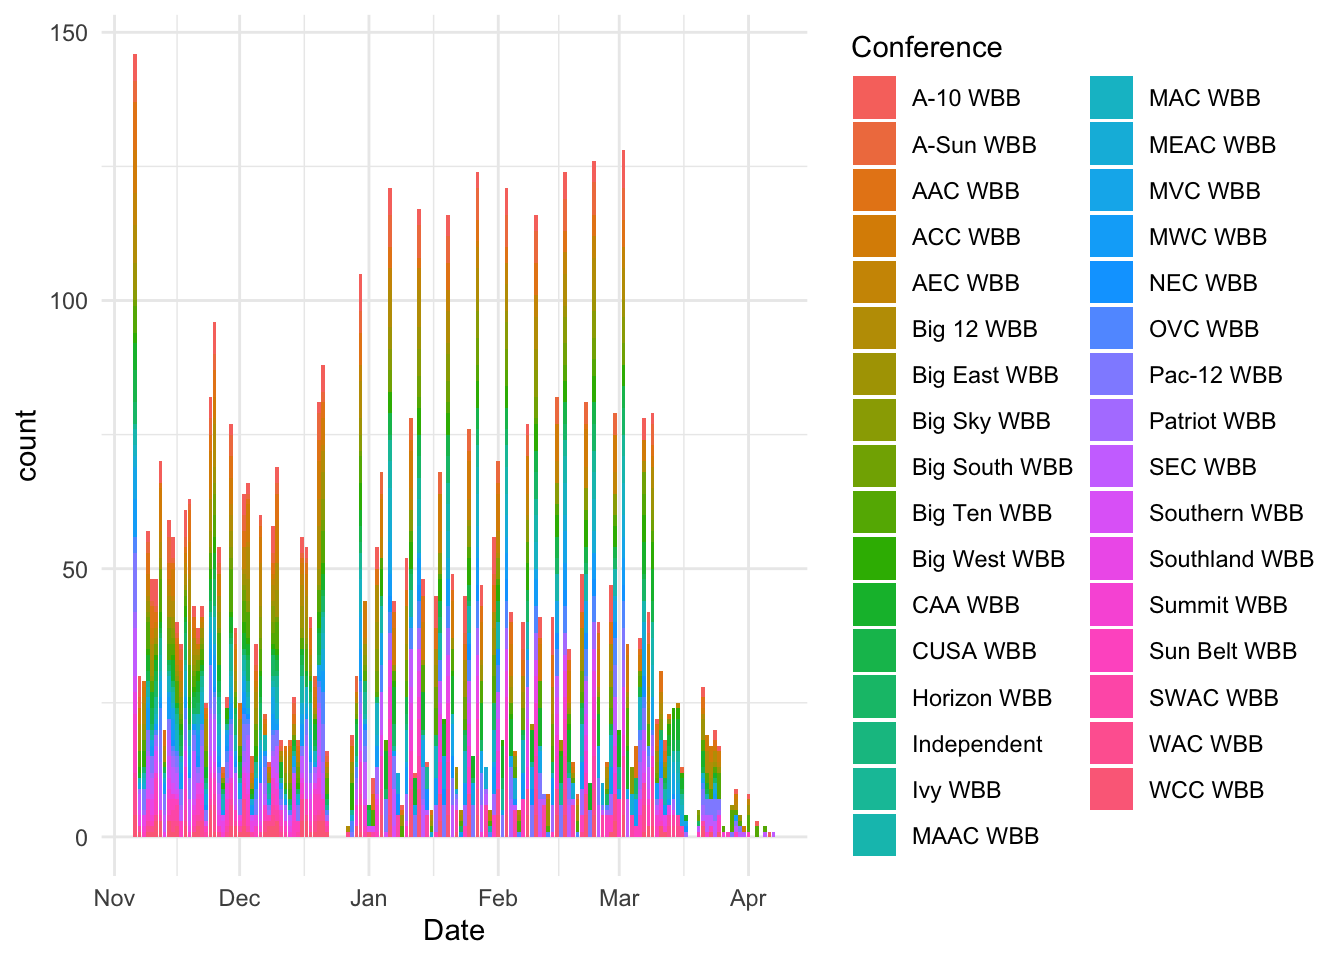 150
100
50
0
count
Nov
Dec
Jan
Feb
Mar
Apr
Date
Conference
A-10 WBB
A-Sun WBB
AAC WBB
ACC WBB
AEC WBB
Big 12 WBB
Big East WBB
Big Sky WBB
Big South WBB
Big Ten WBB
Big West WBB
CAA WBB
CUSA WBB
Horizon WBB
Independent
Ivy WBB
MAAC WBB
MAC WBB
MEAC WBB
MVC WBB
MWC WBB
NEC WBB
OVC WBB
Pac-12 WBB
Patriot WBB
SEC WBB
Southern WBB
Southland WBB
Summit WBB
Sun Belt WBB
SWAC WBB
WAC WBB
WCC WBB